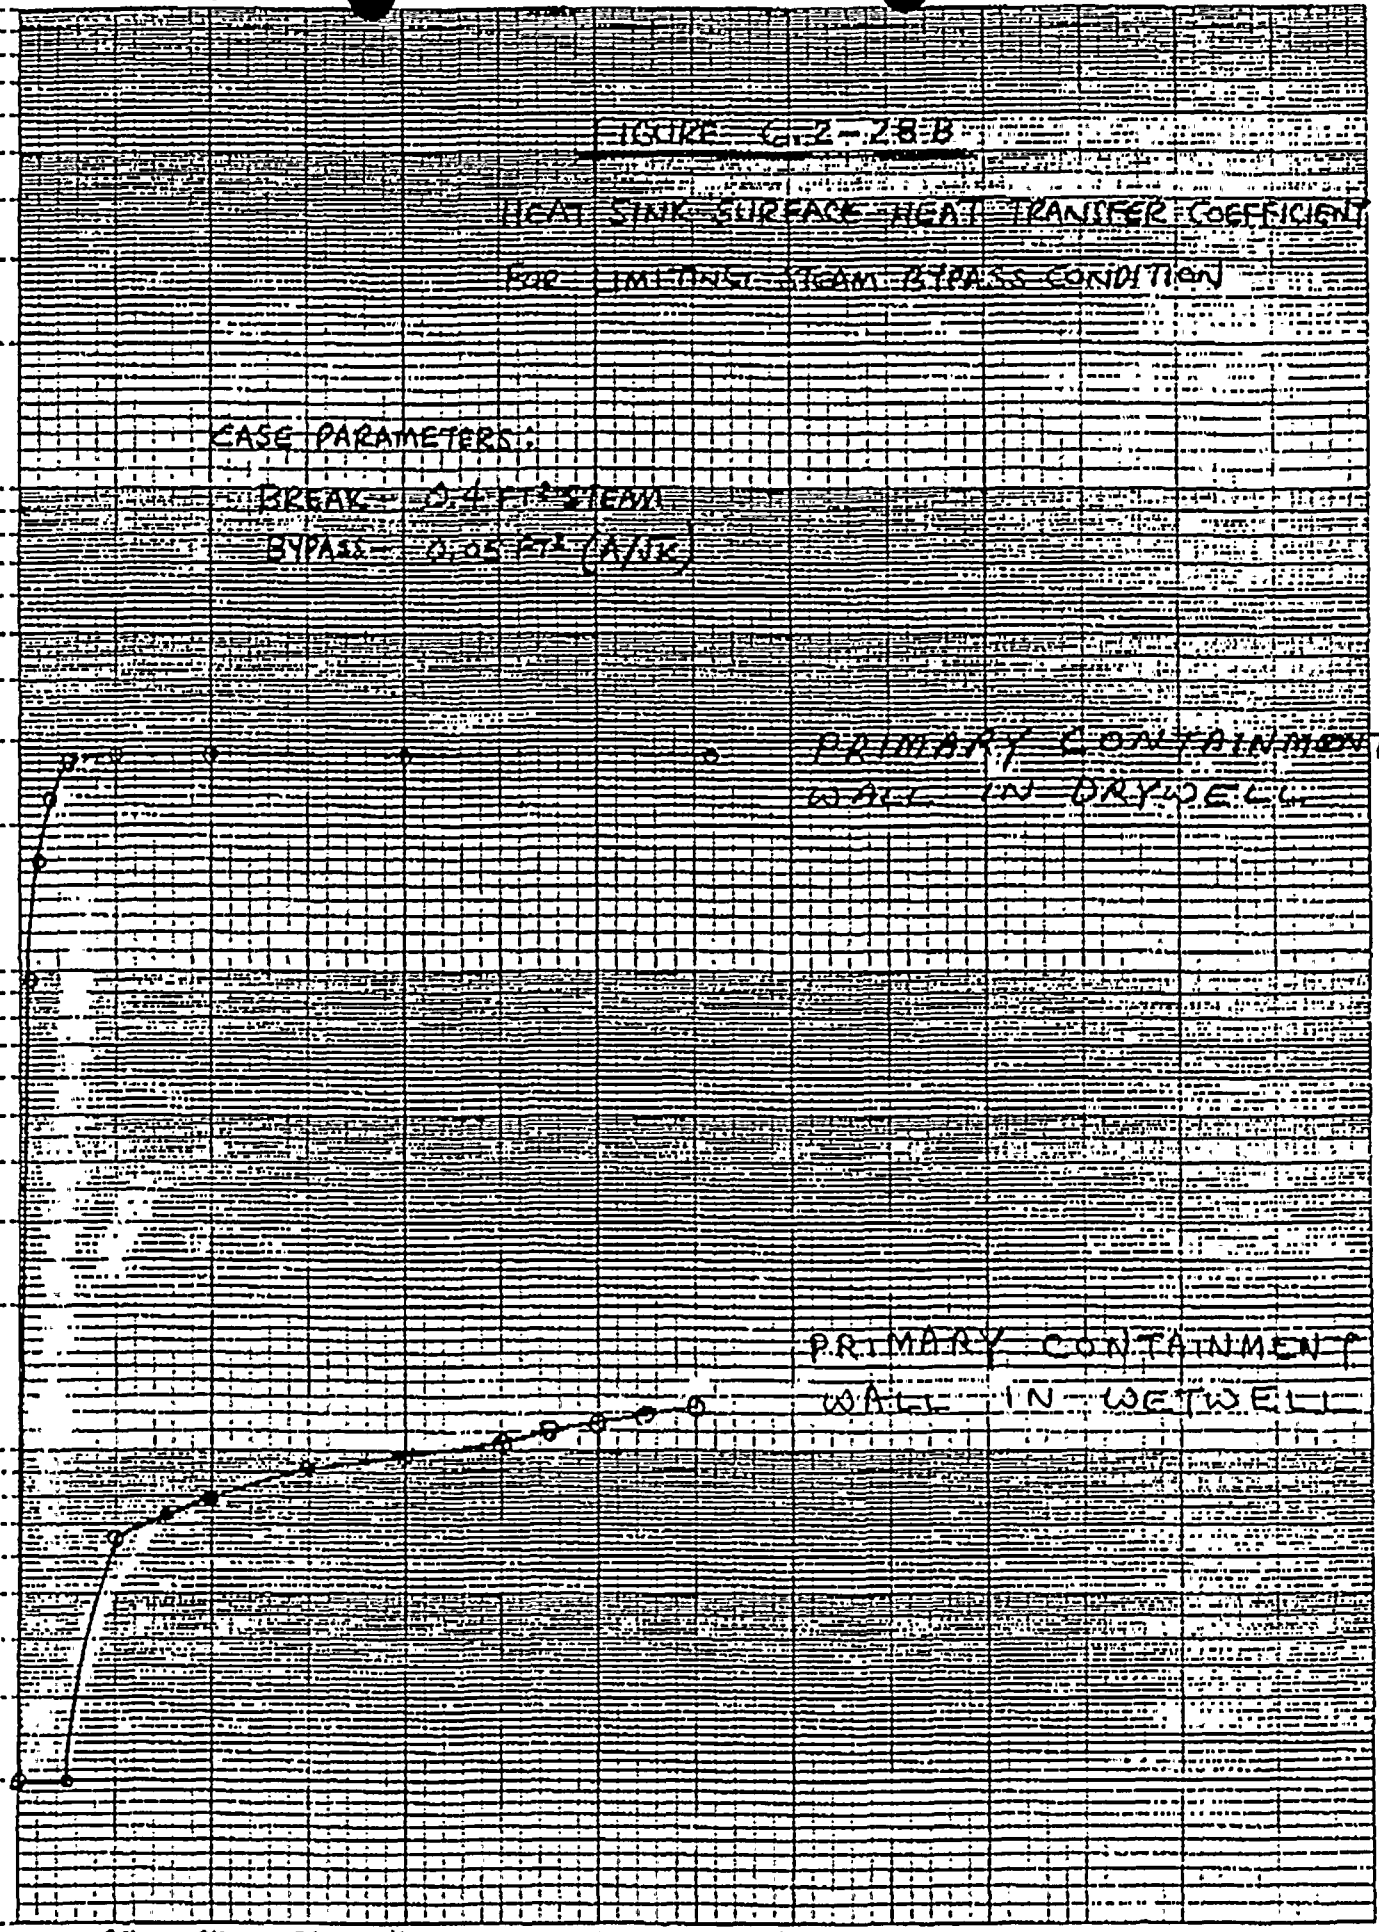 FIGURE 6.2-28B
HEAT SINK SURFACE HEAT TRANSFER COEFFICIENT
FOR LIMITING STEAM BYPASS CONDITION
CASE PARAMETERS:
BREAK - 0.4 FT² STEAM
BYPASS - 0.05 FT² (A/√K)
PRIMARY CONTAINMENT
WALL IN DRYWELL
PRIMARY CONTAINMENT
WALL IN WETWELL